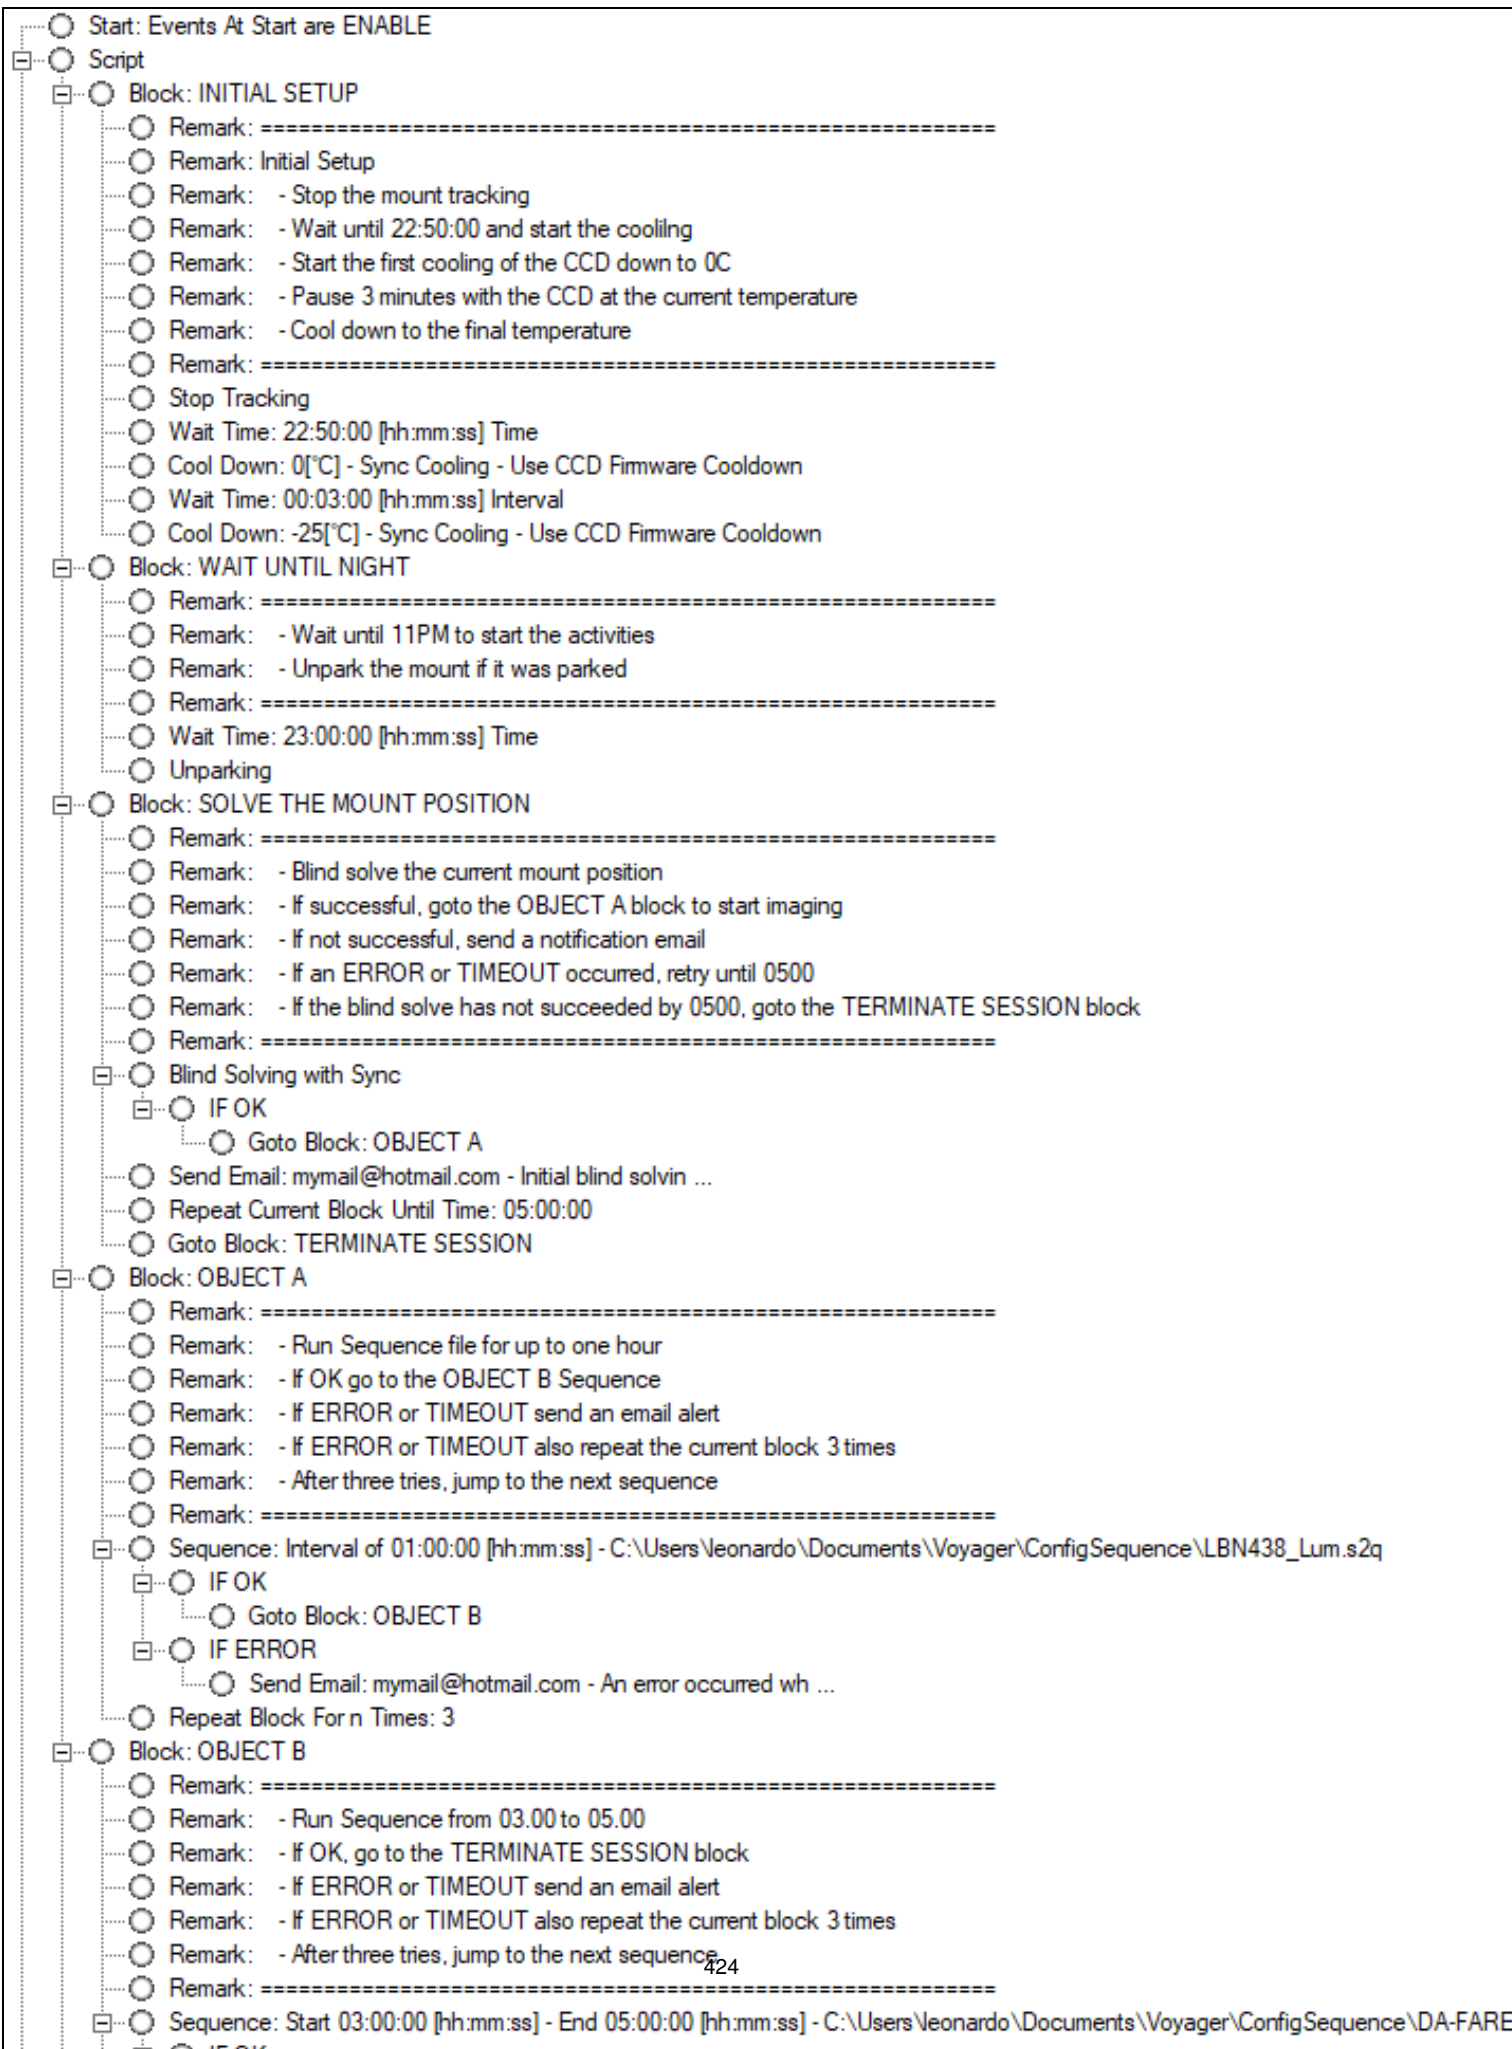 Start: Events At Start are ENABLE
Script
Block: INITIAL SETUP
Remark: ==========================================================
Remark: Initial Setup
Remark: - Stop the mount tracking
Remark: - Wait until 22:50:00 and start the coolilng
Remark: - Start the first cooling of the CCD down to 0C
Remark: - Pause 3 minutes with the CCD at the current temperature
Remark: - Cool down to the final temperature
Remark: ==========================================================
Stop Tracking
Wait Time: 22:50:00 [hh:mm:ss] Time
Cool Down: 0[°C] - Sync Cooling - Use CCD Firmware Cooldown
Wait Time: 00:03:00 [hh:mm:ss] Interval
Cool Down: -25[°C] - Sync Cooling - Use CCD Firmware Cooldown
Block: WAIT UNTIL NIGHT
Remark: ==========================================================
Remark: - Wait until 11PM to start the activities
Remark: - Unpark the mount if it was parked
Remark: ==========================================================
Wait Time: 23:00:00 [hh:mm:ss] Time
Unparking
Block: SOLVE THE MOUNT POSITION
Remark: ==========================================================
Remark: - Blind solve the current mount position
Remark: - If successful, goto the OBJECT A block to start imaging
Remark: - If not successful, send a notification email
Remark: - If an ERROR or TIMEOUT occurred, retry until 0500
Remark: - If the blind solve has not succeeded by 0500, goto the TERMINATE SESSION block
Remark: ==========================================================
Blind Solving with Sync
IF OK
Goto Block: OBJECT A
Send Email: mymail@hotmail.com - Initial blind solvin ...
Repeat Current Block Until Time: 05:00:00
Goto Block: TERMINATE SESSION
Block: OBJECT A
Remark: ==========================================================
Remark: - Run Sequence file for up to one hour
Remark: - If OK go to the OBJECT B Sequence
Remark: - If ERROR or TIMEOUT send an email alert
Remark: - If ERROR or TIMEOUT also repeat the current block 3 times
Remark: - After three tries, jump to the next sequence
Remark: ==========================================================
Sequence: Interval of 01:00:00 [hh:mm:ss] - C:\Users\leonardo\Documents\Voyager\ConfigSequence\LBN438_Lum.s2q
IF OK
Goto Block: OBJECT B
IF ERROR
Send Email: mymail@hotmail.com - An error occurred wh ...
Repeat Block For n Times: 3
Block: OBJECT B
Remark: ==========================================================
Remark: - Run Sequence from 03.00 to 05.00
Remark: - If OK, go to the TERMINATE SESSION block
Remark: - If ERROR or TIMEOUT send an email alert
Remark: - If ERROR or TIMEOUT also repeat the current block 3 times
Remark: - After three tries, jump to the next sequence
424
Remark: ==========================================================
Sequence: Start 03:00:00 [hh:mm:ss] - End 05:00:00 [hh:mm:ss] - C:\Users\leonardo\Documents\Voyager\ConfigSequence\DA-FARE